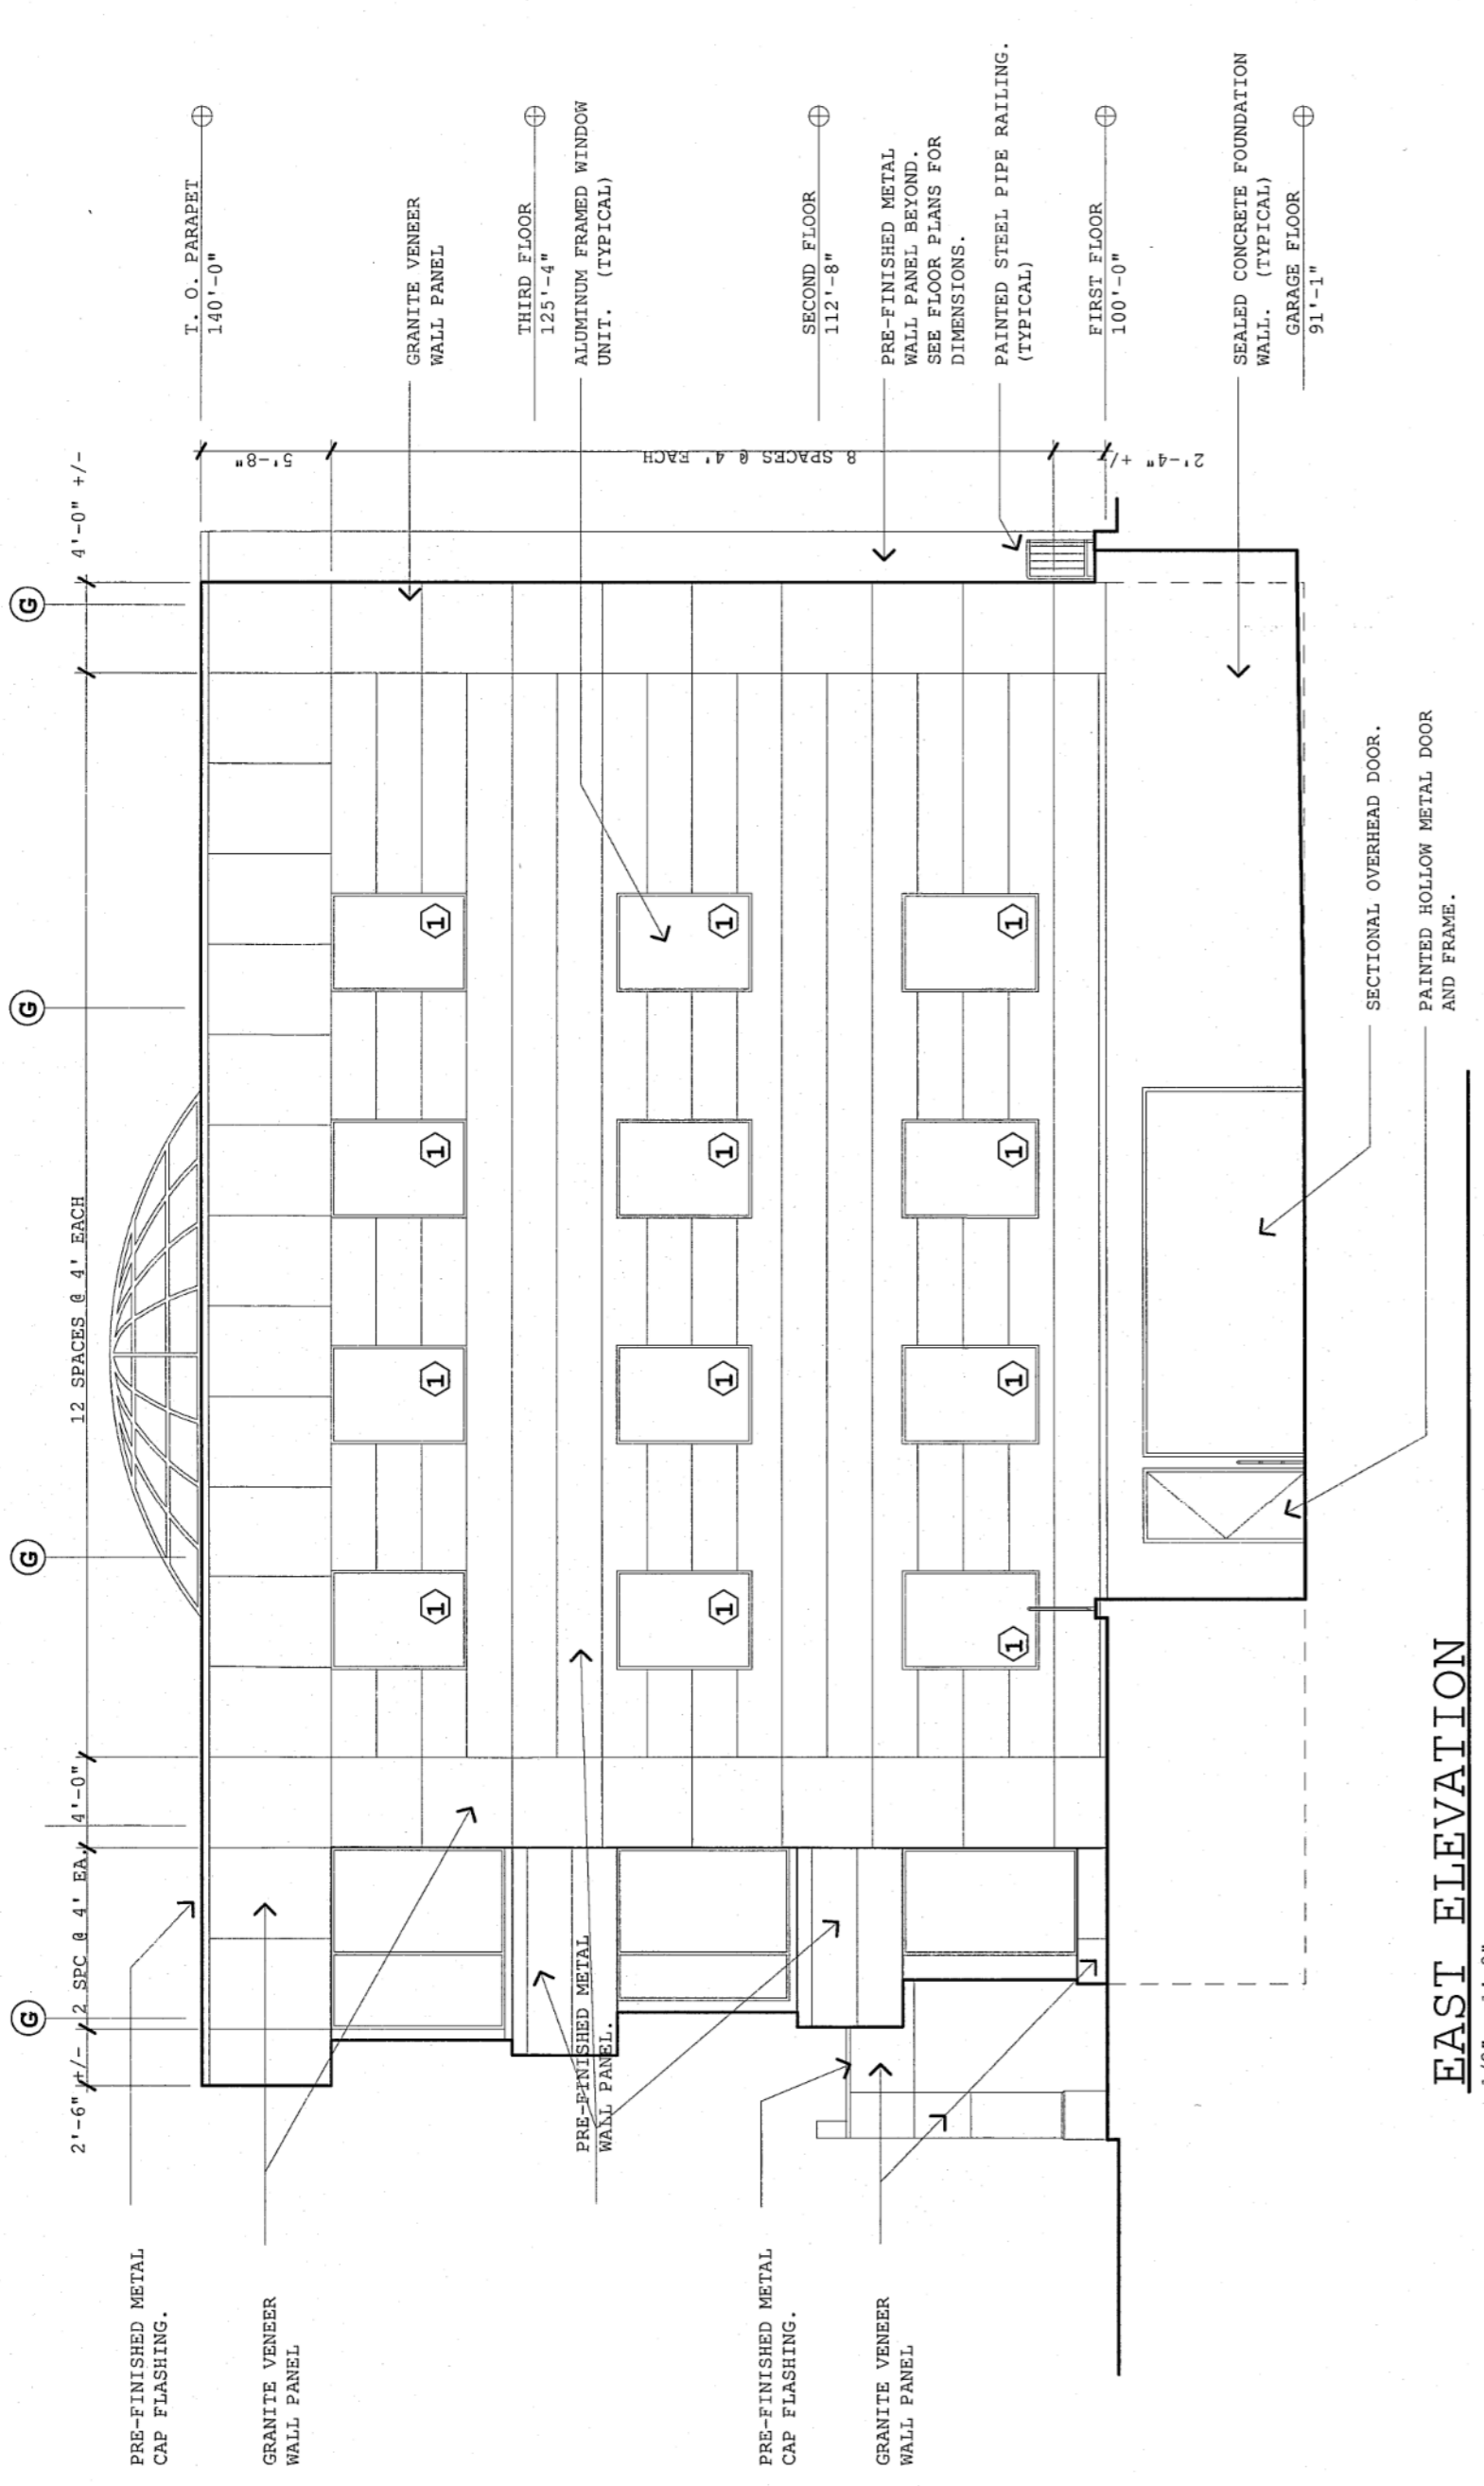 G
G
G
G
2'-6" +/-
2 SPC @ 4' EA.
4'-0"
12 SPACES @ 4' EACH
4'-0" +/-
PRE-FINISHED METAL
CAP FLASHING.
GRANITE VENEER
WALL PANEL
PRE-FINISHED METAL
WALL PANEL.
PRE-FINISHED METAL
CAP FLASHING.
GRANITE VENEER
WALL PANEL
1
1
1
1
1
1
1
1
1
1
1
1
5'-8"
8 SPACES @ 4' EACH
2'-4" +/-
T. O. PARAPET
140'-0"
GRANITE VENEER
WALL PANEL
THIRD FLOOR
125'-4"
ALUMINUM FRAMED WINDOW
UNIT. (TYPICAL)
SECOND FLOOR
112'-8"
PRE-FINISHED METAL
WALL PANEL BEYOND.
SEE FLOOR PLANS FOR
DIMENSIONS.
PAINTED STEEL PIPE RAILING.
(TYPICAL)
FIRST FLOOR
100'-0"
SEALED CONCRETE FOUNDATION
WALL. (TYPICAL)
GARAGE FLOOR
91'-1"
SECTIONAL OVERHEAD DOOR.
PAINTED HOLLOW METAL DOOR
AND FRAME.
EAST ELEVATION